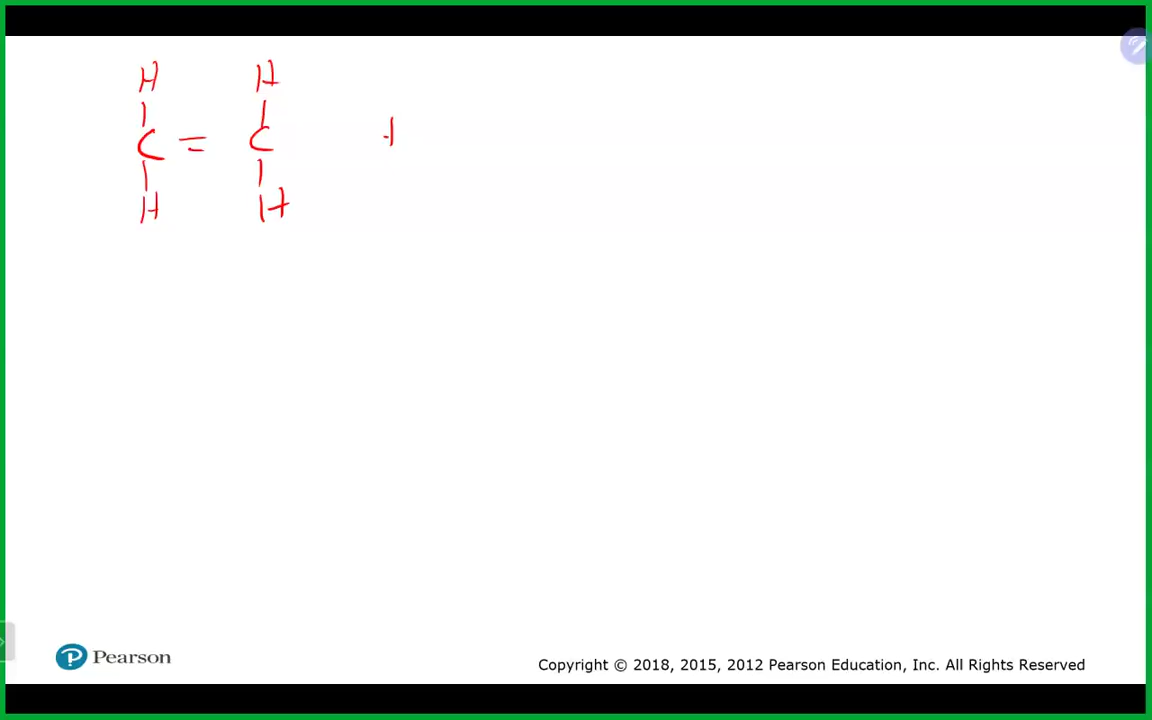 H H
| |
C = C +
| |
H H
Pearson
Copyright © 2018, 2015, 2012 Pearson Education, Inc. All Rights Reserved